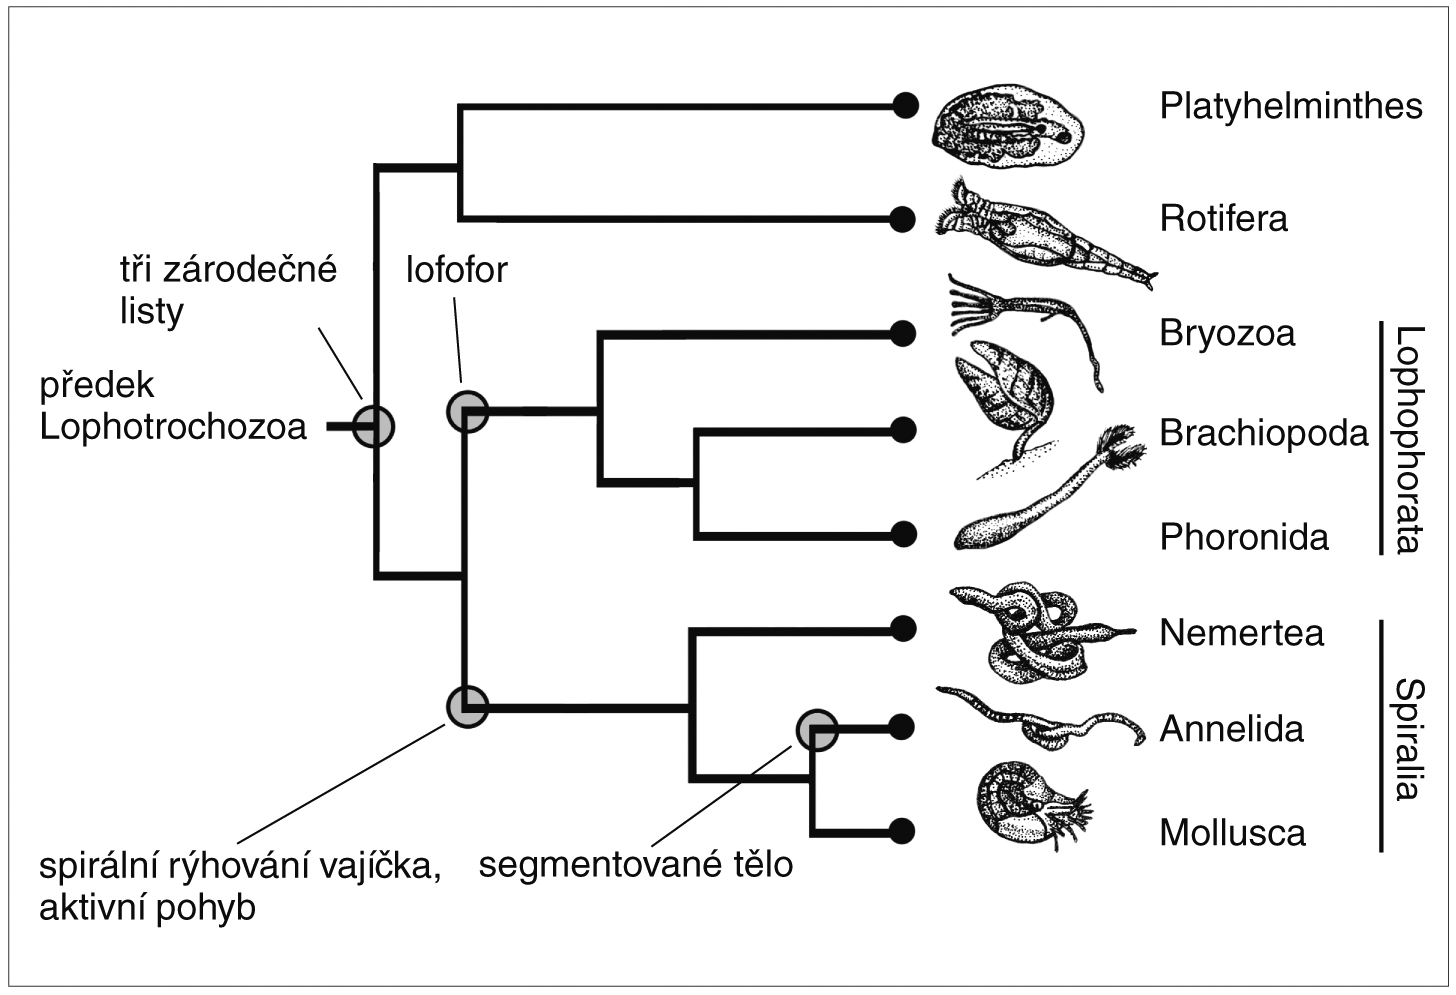 Platyhelminthes
Rotifera
tři zárodečné
listy
lofofor
Bryozoa
předek
Lophotrochozoa
Brachiopoda
Phoronida
Lophophorata
Nemertea
Annelida
Mollusca
Spiralia
spirální rýhování vajíčka,
aktivní pohyb
segmentované tělo